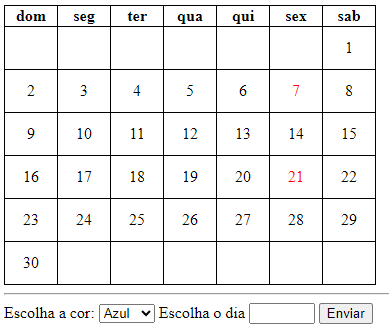 dom seg ter qua qui sex sab
1
2 3 4 5 6 7 8
9 10 11 12 13 14 15
16 17 18 19 20 21 22
23 24 25 26 27 28 29
30
Escolha a cor: Azul Escolha o dia Enviar